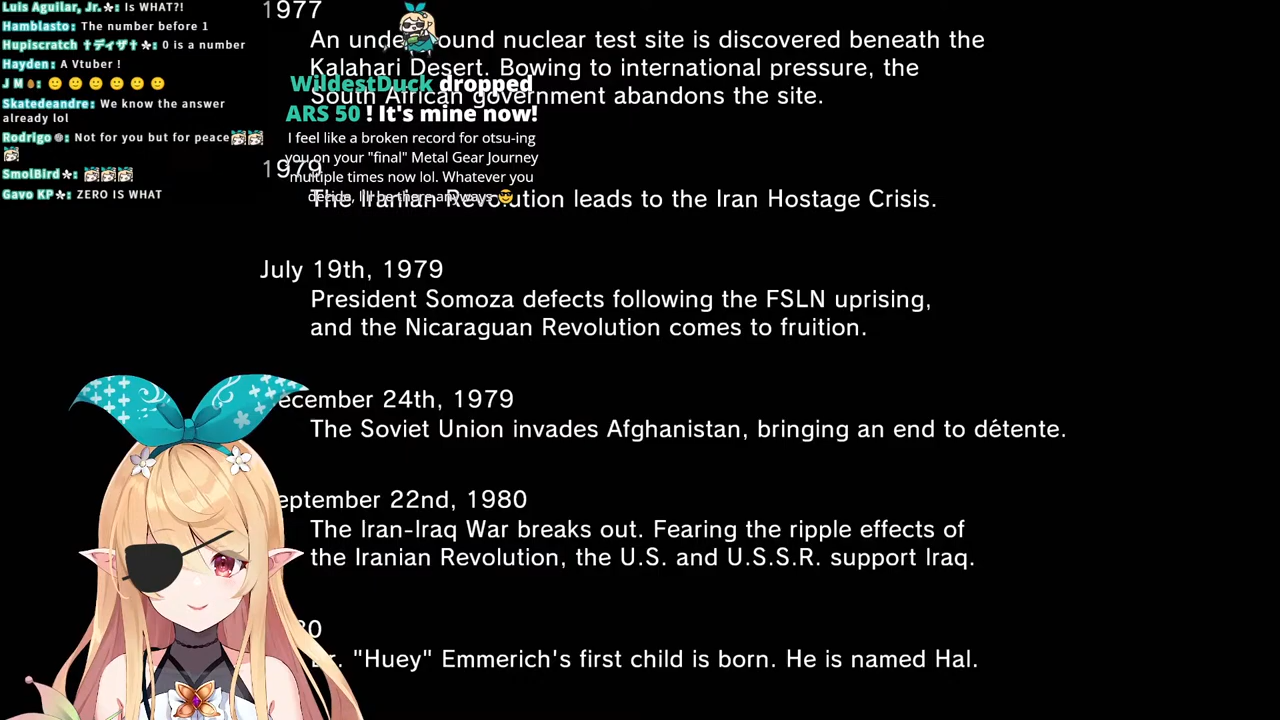 Luis Aguilar, Jr.: Is WHAT?!
Hamblasto: The number before 1
Hupiscratch ✝ディザ✝: 0 is a number
Hayden: A Vtuber !
J M: 🙂 🙂 🙂 🙂 🙂 🙂
Skatedeandre: We know the answer
already lol
Rodrigo: Not for you but for peace
SmolBird:
Gavo KP: ZERO IS WHAT
WildestDuck dropped
ARS 50 ! It's mine now!
I feel like a broken record for otsu-ing
you on your "final" Metal Gear Journey
multiple times now lol. Whatever you
decide, I'll be there anyways 😎
1977
An underground nuclear test site is discovered beneath the
Kalahari Desert. Bowing to international pressure, the
South African government abandons the site.
1979
The Iranian Revolution leads to the Iran Hostage Crisis.
July 19th, 1979
President Somoza defects following the FSLN uprising,
and the Nicaraguan Revolution comes to fruition.
December 24th, 1979
The Soviet Union invades Afghanistan, bringing an end to détente.
September 22nd, 1980
The Iran-Iraq War breaks out. Fearing the ripple effects of
the Iranian Revolution, the U.S. and U.S.S.R. support Iraq.
80
Dr. "Huey" Emmerich's first child is born. He is named Hal.